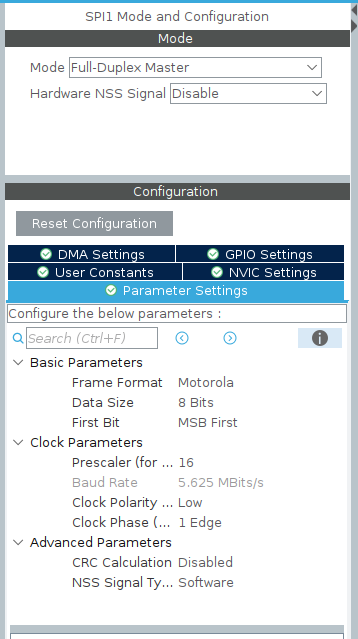 SPI1 Mode and Configuration
Mode
Mode Full-Duplex Master
Hardware NSS Signal Disable
Configuration
Reset Configuration
DMA Settings GPIO Settings
User Constants NVIC Settings
Parameter Settings
Configure the below parameters :
Search (Ctrl+F)
Basic Parameters
Frame Format Motorola
Data Size 8 Bits
First Bit MSB First
Clock Parameters
Prescaler (for ... 16
Baud Rate 5.625 MBits/s
Clock Polarity ... Low
Clock Phase (... 1 Edge
Advanced Parameters
CRC Calculation Disabled
NSS Signal Ty... Software